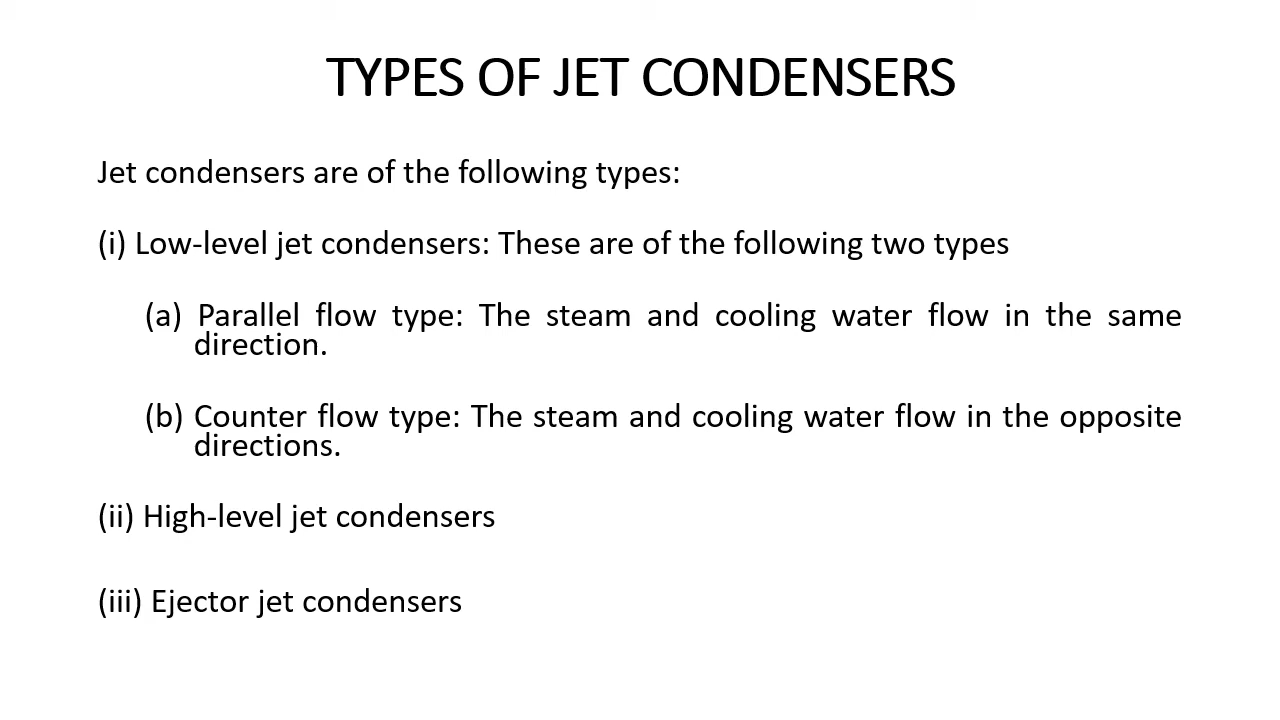 TYPES OF JET CONDENSERS
Jet condensers are of the following types:
(i) Low-level jet condensers: These are of the following two types
(a) Parallel flow type: The steam and cooling water flow in the same
direction.
(b) Counter flow type: The steam and cooling water flow in the opposite
directions.
(ii) High-level jet condensers
(iii) Ejector jet condensers